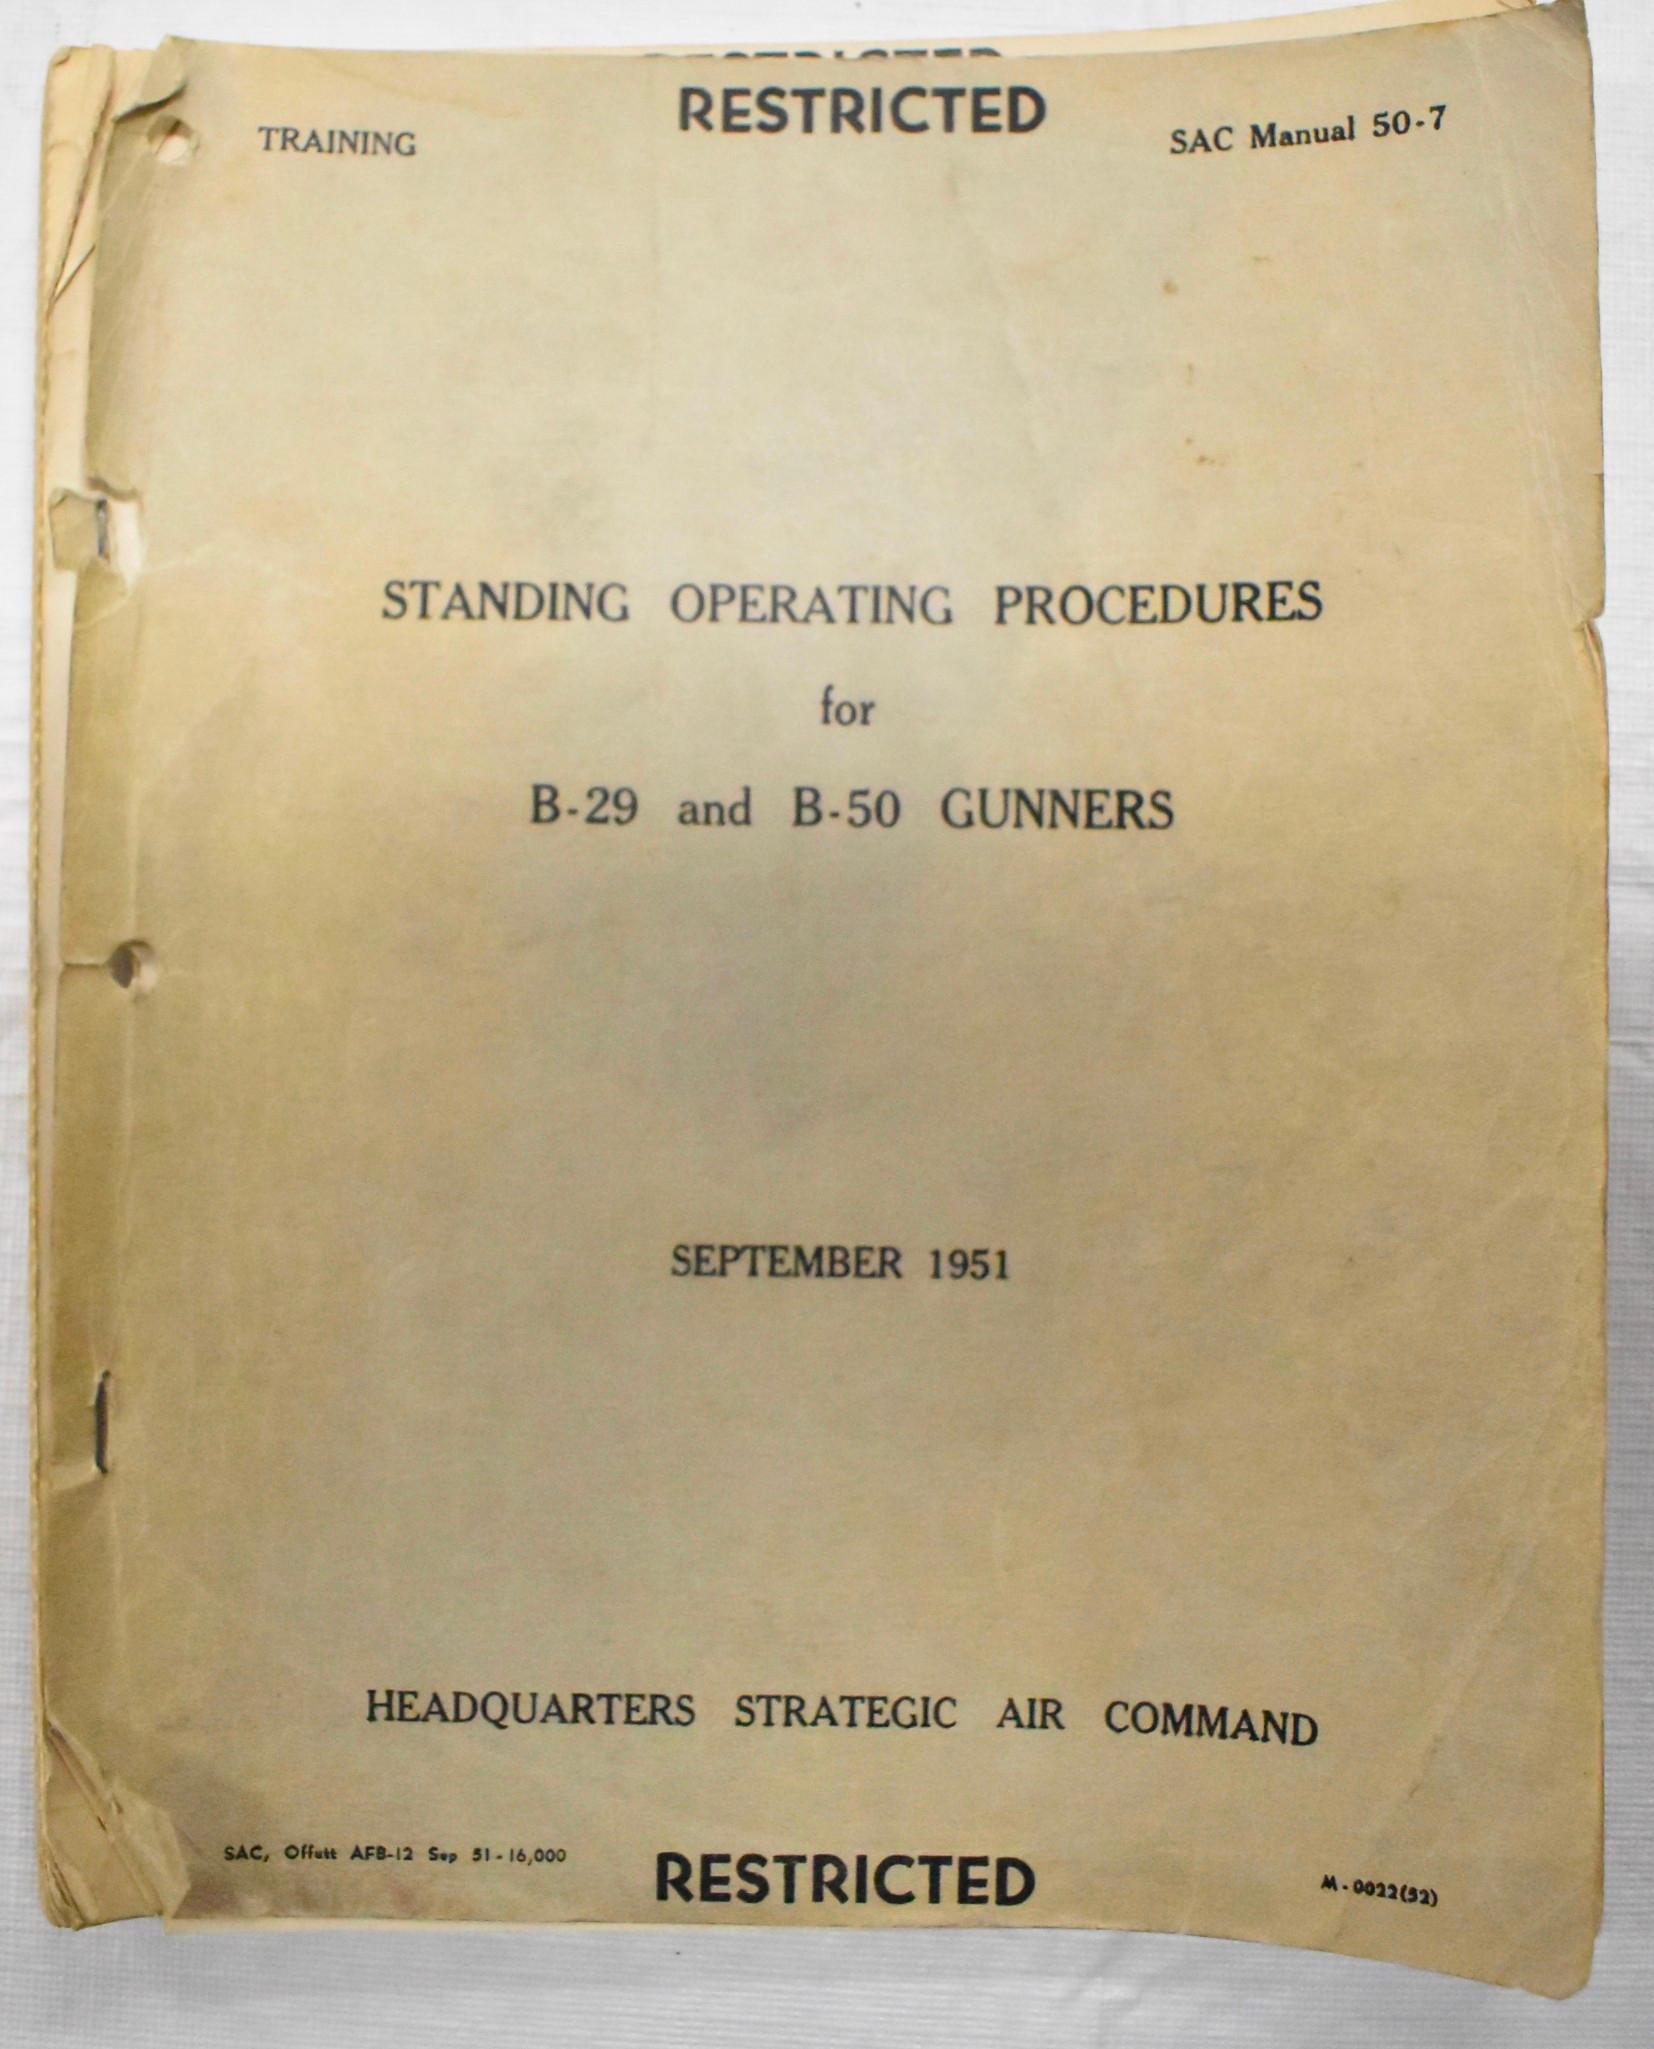 RESTRICTED
TRAINING
RESTRICTED
SAC Manual 50-7
STANDING OPERATING PROCEDURES
for
B-29 and B-50 GUNNERS
SEPTEMBER 1951
HEADQUARTERS STRATEGIC AIR COMMAND
SAC, Offutt AFB-12 Sep 51-16,000
RESTRICTED
M-0022(52)